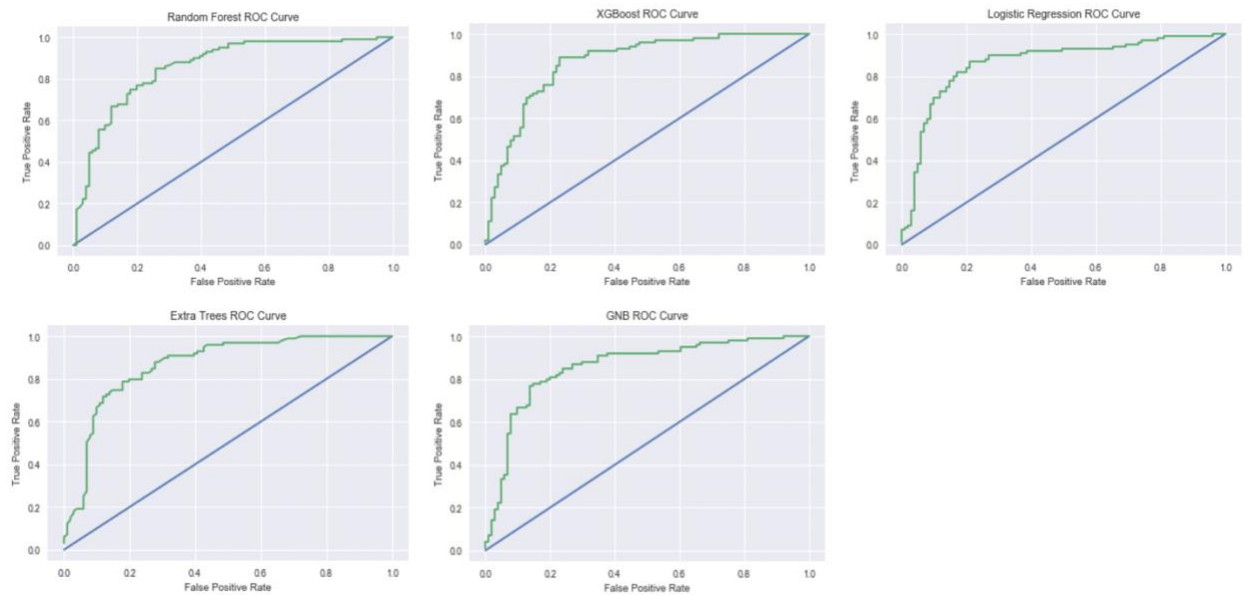 Random Forest ROC Curve
True Positive Rate
1.0
0.8
0.6
0.4
0.2
0.0
0.0 0.2 0.4 0.6 0.8 1.0
False Positive Rate
XGBoost ROC Curve
True Positive Rate
1.0
0.8
0.6
0.4
0.2
0.0
0.0 0.2 0.4 0.6 0.8 1.0
False Positive Rate
Logistic Regression ROC Curve
True Positive Rate
1.0
0.8
0.6
0.4
0.2
0.0
0.0 0.2 0.4 0.6 0.8 1.0
False Positive Rate
Extra Trees ROC Curve
True Positive Rate
1.0
0.8
0.6
0.4
0.2
0.0
0.0 0.2 0.4 0.6 0.8 1.0
False Positive Rate
GNB ROC Curve
True Positive Rate
1.0
0.8
0.6
0.4
0.2
0.0
0.0 0.2 0.4 0.6 0.8 1.0
False Positive Rate